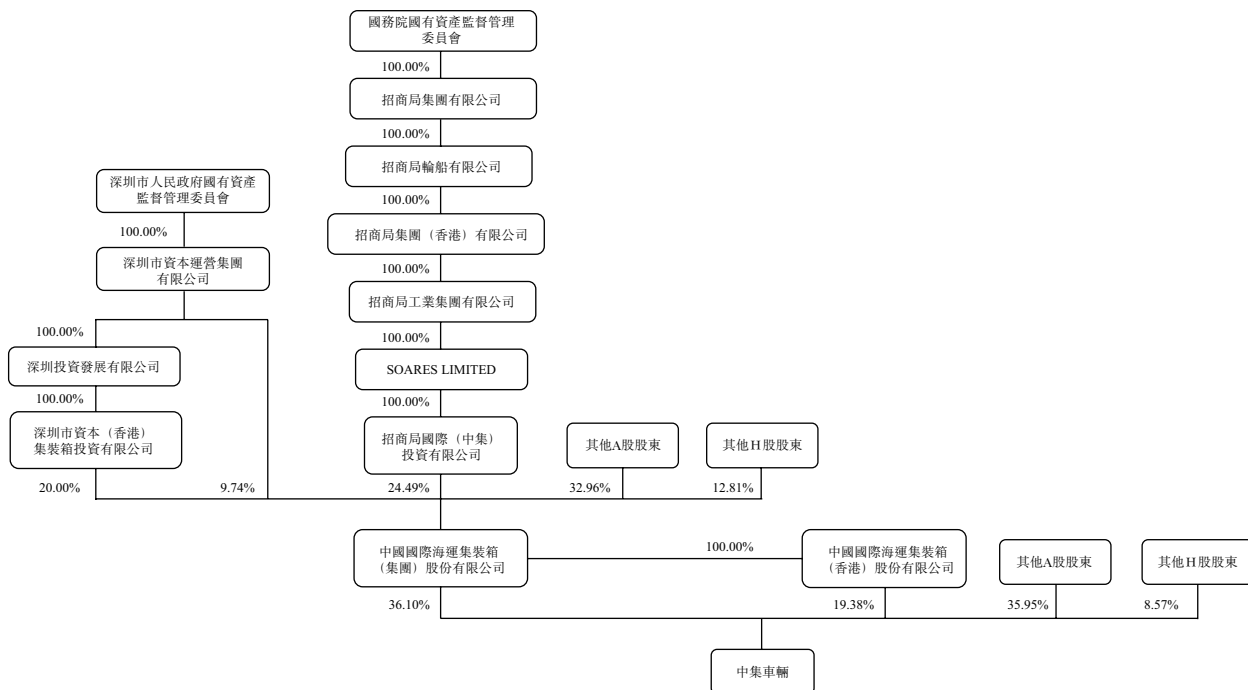 國務院國有資產監督管理
委員會
100.00%
招商局集團有限公司
100.00%
招商局輪船有限公司
深圳市人民政府國有資產
監督管理委員會
100.00%
招商局集團（香港）有限公司
100.00%
深圳市資本運營集團
有限公司
100.00%
招商局工業集團有限公司
100.00%
100.00%
深圳投資發展有限公司
SOARES LIMITED
100.00%
100.00%
深圳市資本（香港）
集裝箱投資有限公司
招商局國際（中集）
投資有限公司
其他A股股東
其他H股股東
20.00%
9.74%
24.49%
32.96%
12.81%
中國國際海運集裝箱
（集團）股份有限公司
100.00%
中國國際海運集裝箱
（香港）股份有限公司
其他A股股東
其他H股股東
36.10%
19.38%
35.95%
8.57%
中集車輛